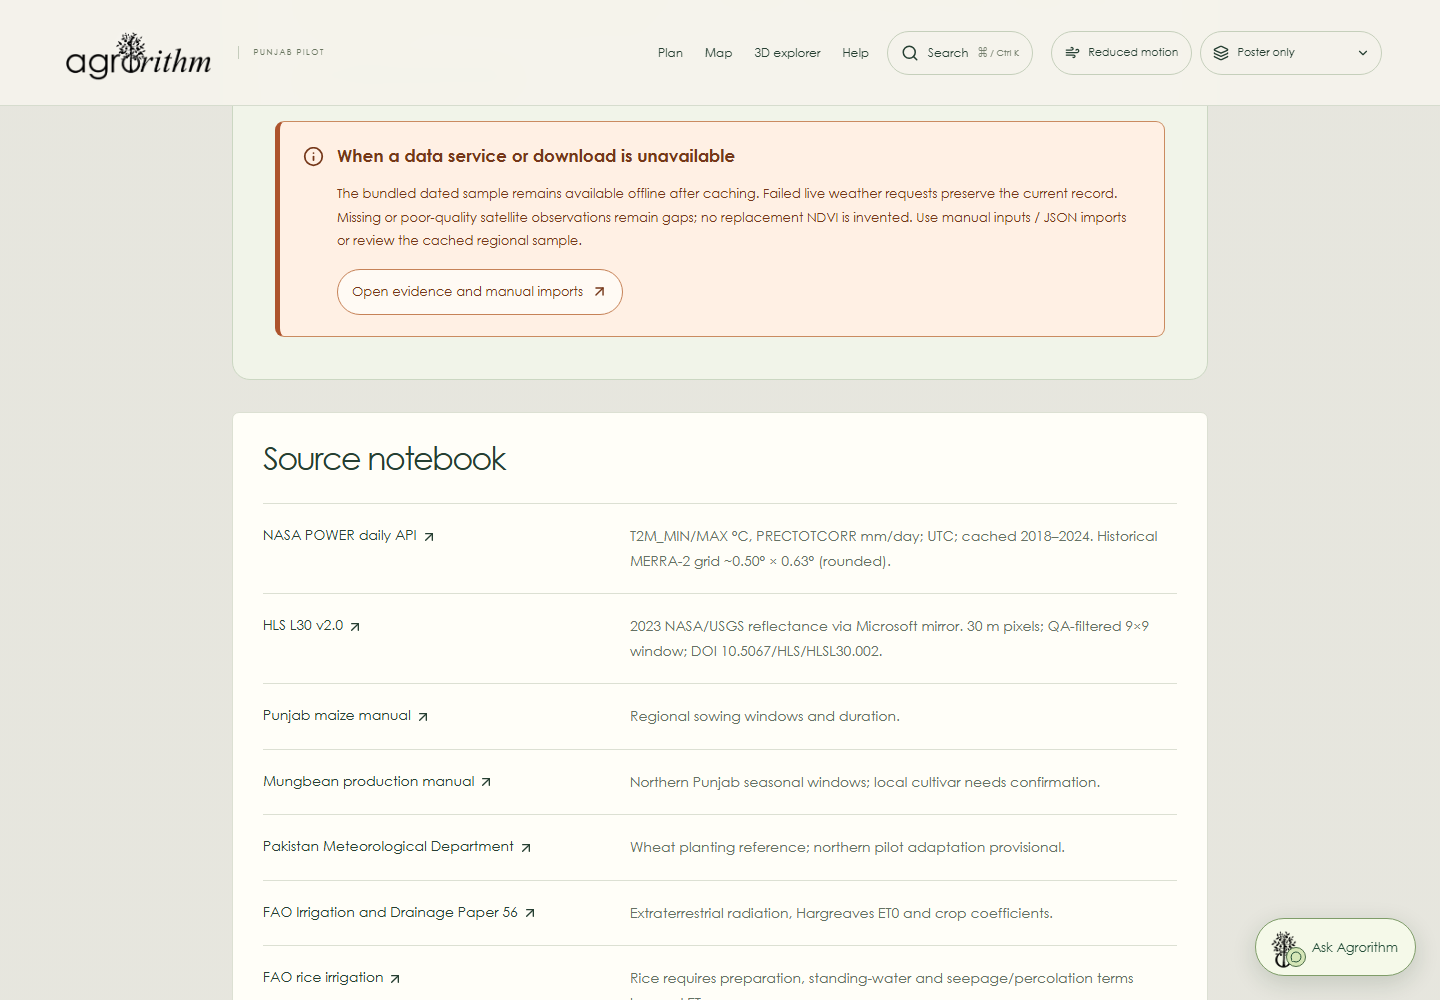 agrorithm
PUNJAB PILOT
Plan
Map
3D explorer
Help
Search ⌘ / Ctrl K
Reduced motion
Poster only
When a data service or download is unavailable
The bundled dated sample remains available offline after caching. Failed live weather requests preserve the current record.
Missing or poor-quality satellite observations remain gaps; no replacement NDVI is invented. Use manual inputs / JSON imports
or review the cached regional sample.
Open evidence and manual imports
Source notebook
NASA POWER daily API
T2M_MIN/MAX °C, PRECTOTCORR mm/day; UTC; cached 2018–2024. Historical
MERRA-2 grid ~0.50° × 0.63° (rounded).
HLS L30 v2.0
2023 NASA/USGS reflectance via Microsoft mirror. 30 m pixels; QA-filtered 9×9
window; DOI 10.5067/HLS/HLSL30.002.
Punjab maize manual
Regional sowing windows and duration.
Mungbean production manual
Northern Punjab seasonal windows; local cultivar needs confirmation.
Pakistan Meteorological Department
Wheat planting reference; northern pilot adaptation provisional.
FAO Irrigation and Drainage Paper 56
Extraterrestrial radiation, Hargreaves ET0 and crop coefficients.
FAO rice irrigation
Rice requires preparation, standing-water and seepage/percolation terms
Ask Agrorithm